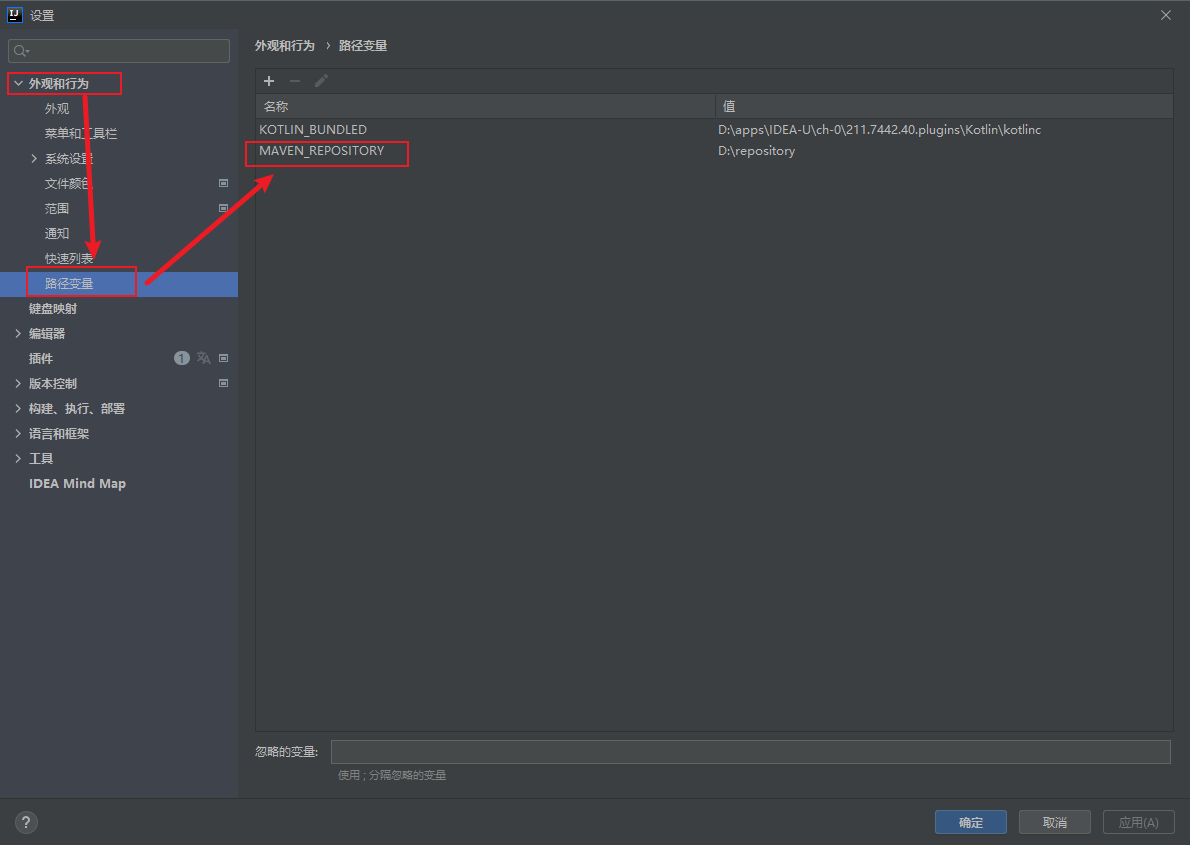 设置
外观和行为 › 路径变量
外观和行为
外观
菜单和工具栏
系统设置
文件颜色
范围
通知
快速列表
路径变量
键盘映射
编辑器
插件 1
版本控制
构建、执行、部署
语言和框架
工具
IDEA Mind Map
名称 值
KOTLIN_BUNDLED D:\apps\IDEA-U\ch-0\211.7442.40.plugins\Kotlin\kotlinc
MAVEN_REPOSITORY D:\repository
忽略的变量:
使用 ; 分隔忽略的变量
? 确定 取消 应用(A)